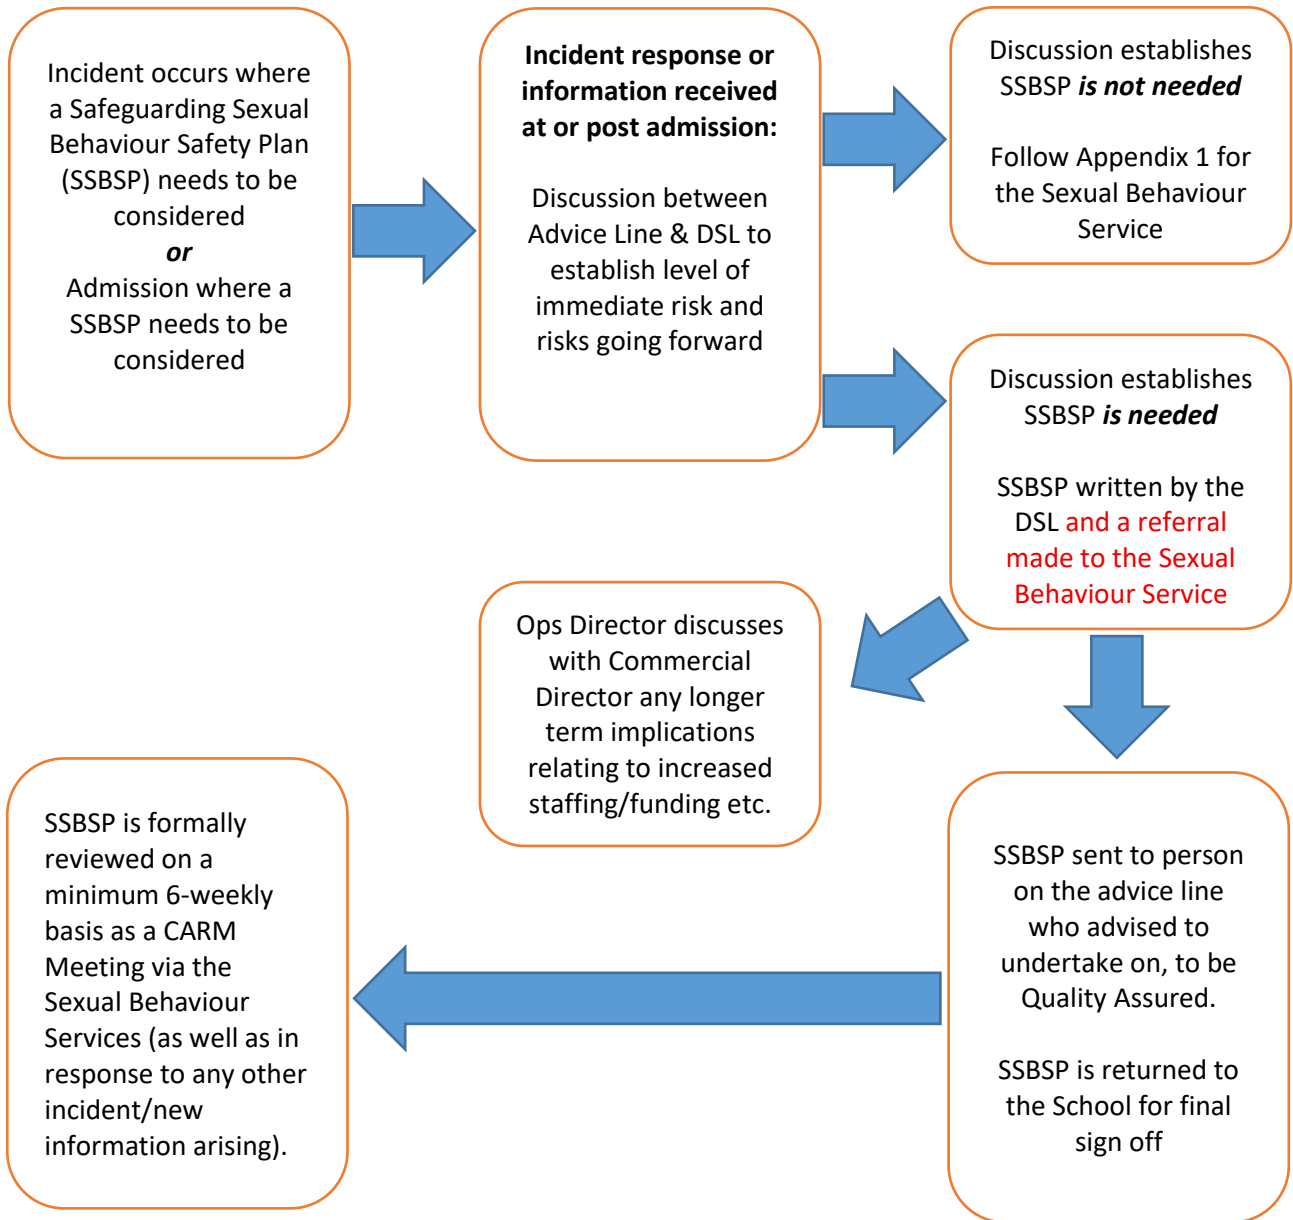 Incident occurs where
a Safeguarding Sexual
Behaviour Safety Plan
(SSBSP) needs to be
considered
or
Admission where a
SSBSP needs to be
considered
Incident response or
information received
at or post admission:
Discussion between
Advice Line & DSL to
establish level of
immediate risk and
risks going forward
Discussion establishes
SSBSP is not needed
Follow Appendix 1 for
the Sexual Behaviour
Service
Discussion establishes
SSBSP is needed
SSBSP written by the
DSL and a referral
made to the Sexual
Behaviour Service
Ops Director discusses
with Commercial
Director any longer
term implications
relating to increased
staffing/funding etc.
SSBSP sent to person
on the advice line
who advised to
undertake on, to be
Quality Assured.
SSBSP is returned to
the School for final
sign off
SSBSP is formally
reviewed on a
minimum 6-weekly
basis as a CARM
Meeting via the
Sexual Behaviour
Services (as well as in
response to any other
incident/new
information arising).